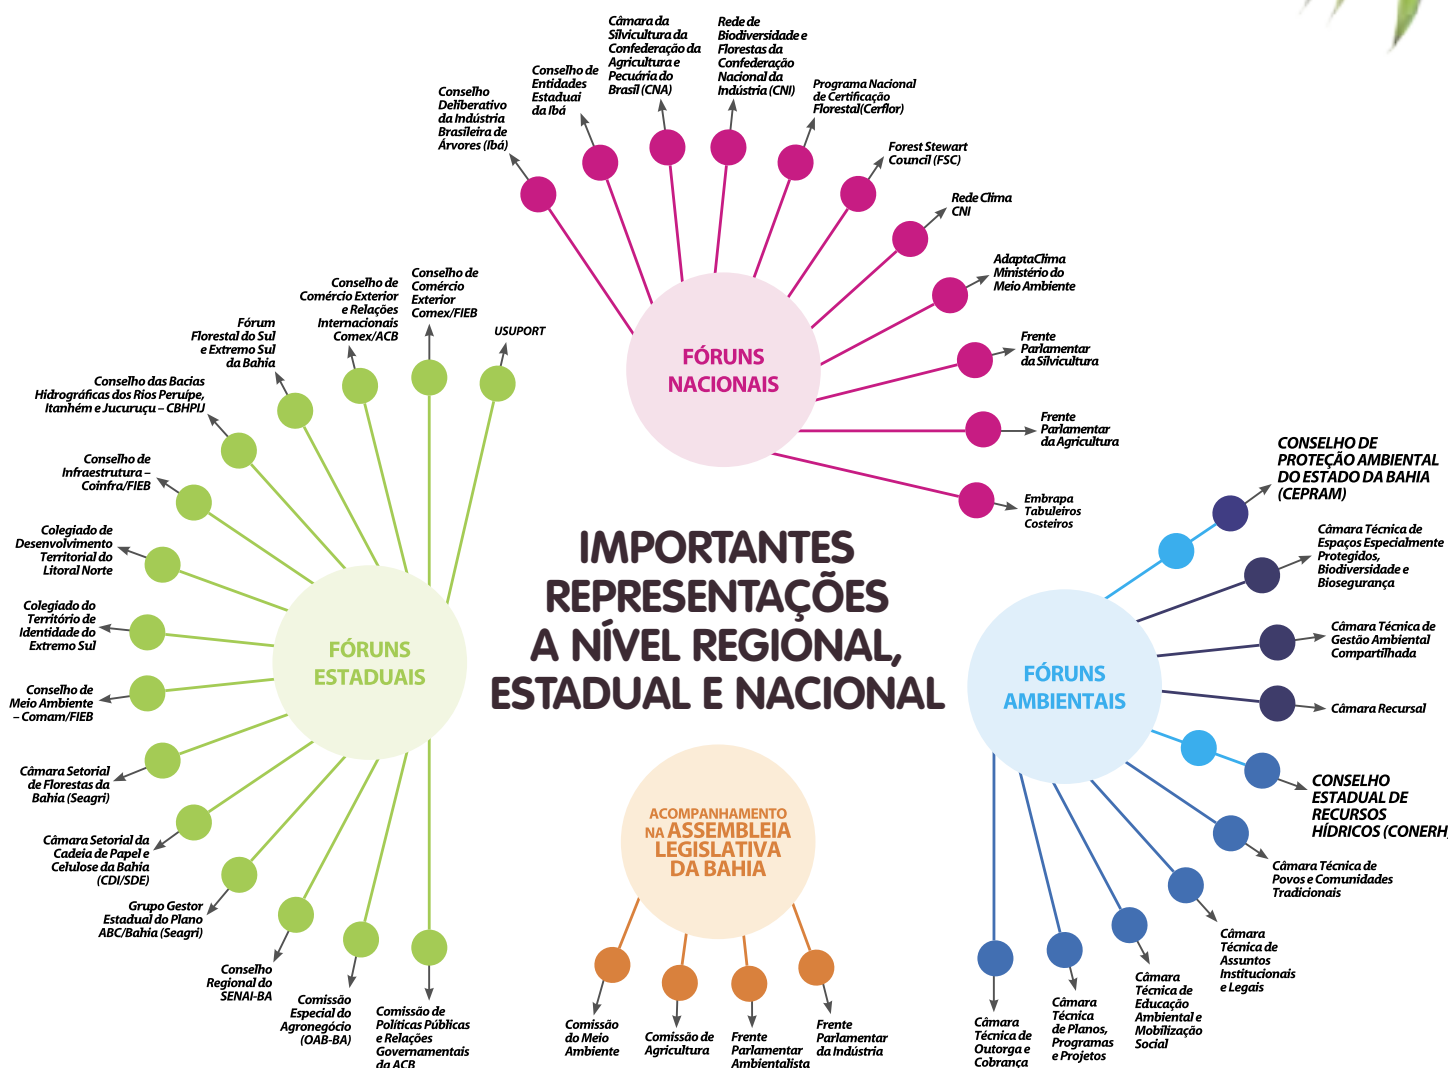 Conselho
Deliberativo
da Indústria
Brasileira de
Árvores (Ibá)
Conselho de
Entidades
Estaduai
da Ibá
Câmara da
Silvicultura da
Confederação da
Agricultura e
Pecuária do
Brasil (CNA)
Rede de
Biodiversidade e
Florestas da
Confederação
Nacional da
Indústria (CNI)
Programa Nacional
de Certificação
Florestal(Cerflor)
Forest Stewart
Council (FSC)
Rede Clima
CNI
AdaptaClima
Ministério do
Meio Ambiente
Frente
Parlamentar
da Silvicultura
Frente
Parlamentar
da Agricultura
Embrapa
Tabuleiros
Costeiros
FÓRUNS
NACIONAIS
USUPORT
Conselho de
Comércio
Exterior
Comex/FIEB
Conselho de
Comércio Exterior
e Relações
Internacionais
Comex/ACB
Fórum
Florestal do Sul
e Extremo Sul
da Bahia
Conselho das Bacias
Hidrográficas dos Rios Peruípe,
Itanhém e Jucuruçu – CBHPIJ
Conselho de
Infraestrutura –
Coinfra/FIEB
Colegiado de
Desenvolvimento
Territorial do
Litoral Norte
Colegiado do
Território de
Identidade do
Extremo Sul
Conselho de
Meio Ambiente
– Comam/FIEB
Câmara Setorial
de Florestas da
Bahia (Seagri)
Câmara Setorial da
Cadeia de Papel e
Celulose da Bahia
(CDI/SDE)
Grupo Gestor
Estadual do Plano
ABC/Bahia (Seagri)
Conselho
Regional do
SENAI-BA
Comissão
Especial do
Agronegócio
(OAB-BA)
Comissão de
Políticas Públicas
e Relações
Governamentais
da ACB
FÓRUNS
ESTADUAIS
IMPORTANTES
REPRESENTAÇÕES
A NÍVEL REGIONAL,
ESTADUAL E NACIONAL
ACOMPANHAMENTO
NA ASSEMBLEIA
LEGISLATIVA
DA BAHIA
Comissão
do Meio
Ambiente
Comissão de
Agricultura
Frente
Parlamentar
Ambientalista
Frente
Parlamentar
da Indústria
FÓRUNS
AMBIENTAIS
CONSELHO DE
PROTEÇÃO AMBIENTAL
DO ESTADO DA BAHIA
(CEPRAM)
Câmara Técnica de
Espaços Especialmente
Protegidos,
Biodiversidade e
Biosegurança
Câmara Técnica de
Gestão Ambiental
Compartilhada
Câmara Recursal
CONSELHO
ESTADUAL DE
RECURSOS
HÍDRICOS (CONERH)
Câmara Técnica de
Povos e Comunidades
Tradicionais
Câmara
Técnica de
Assuntos
Institucionais
e Legais
Câmara
Técnica de
Educação
Ambiental e
Mobilização
Social
Câmara
Técnica
de Planos,
Programas
e Projetos
Câmara
Técnica de
Outorga e
Cobrança